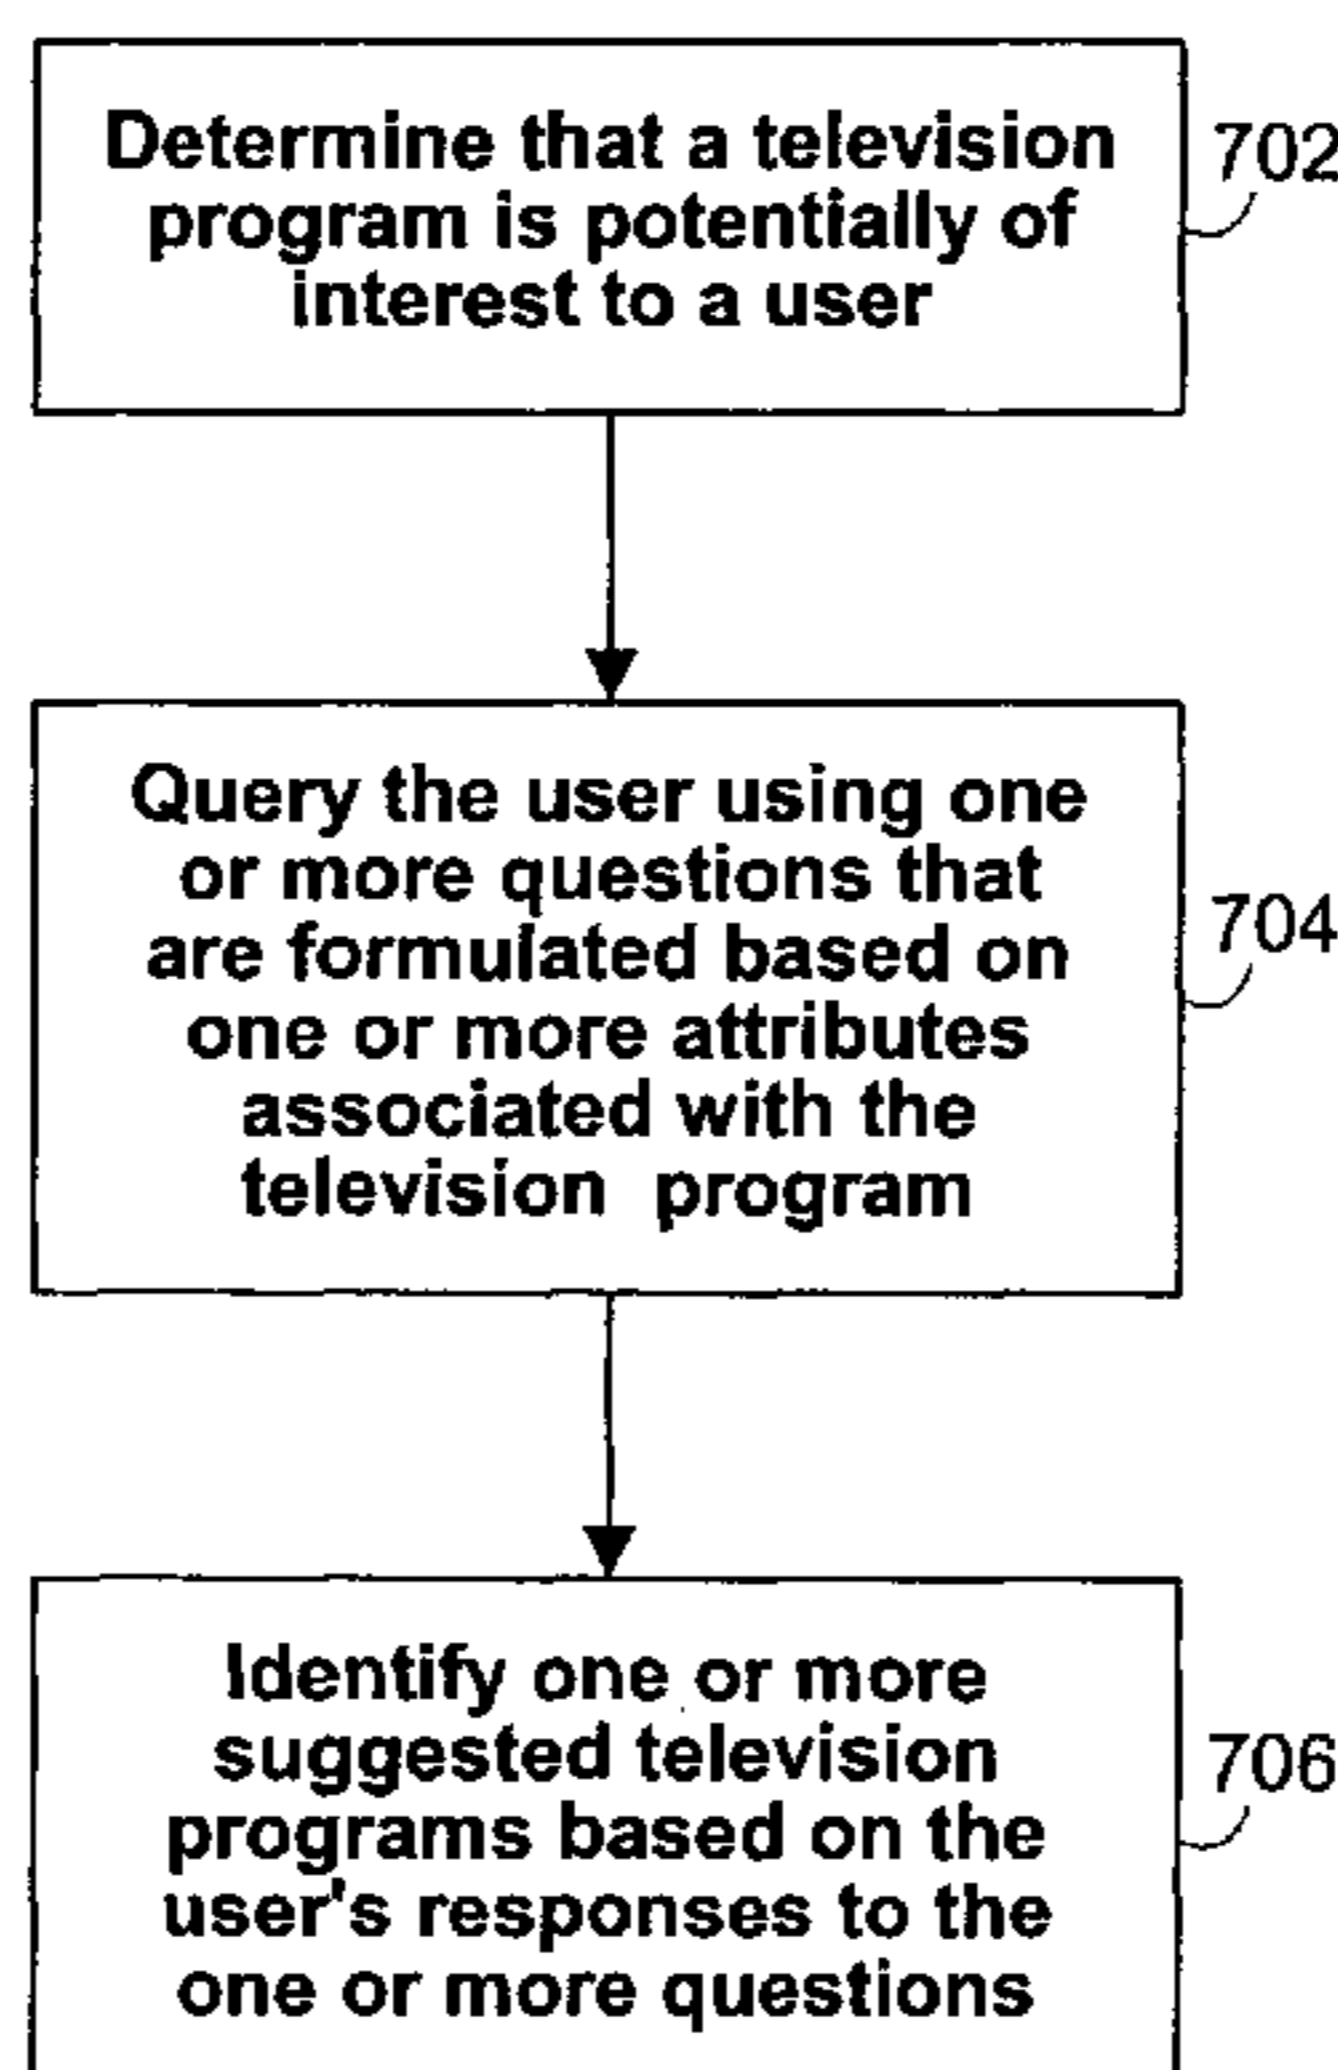 Determine that a television
program is potentially of
interest to a user
702
Query the user using one
or more questions that
are formulated based on
one or more attributes
associated with the
television program
704
Identify one or more
suggested television
programs based on the
user's responses to the
one or more questions
706